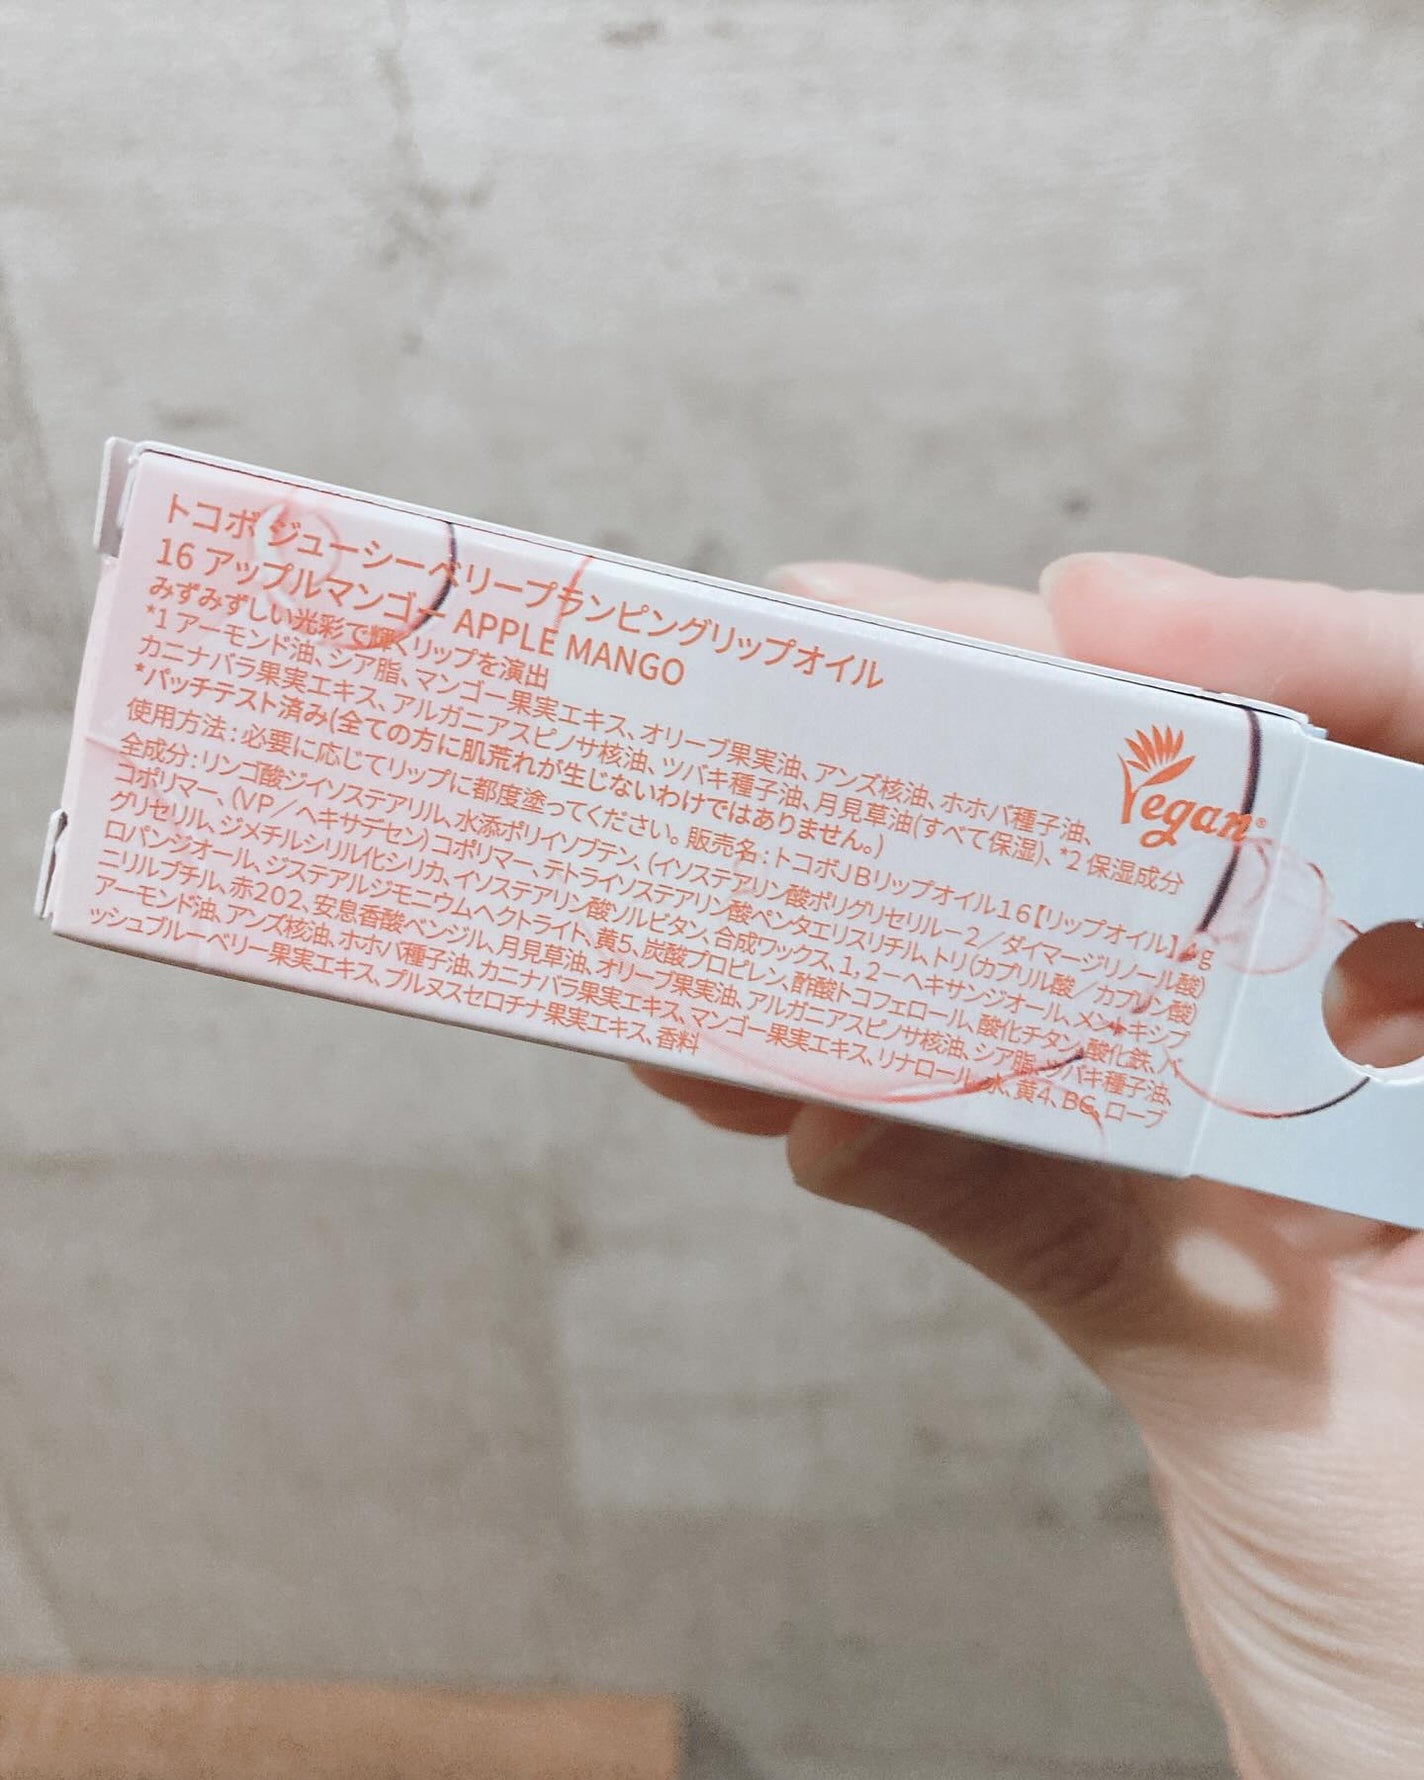 トコボ ジューシーベリープランピングリップオイル
16 アップルマンゴー APPLE MANGO
みずみずしい光彩で輝くリップを演出
*1 アーモンド油、シア脂、マンゴー果実エキス、オリーブ果実油、アンズ核油、ホホバ種子油、
カニナバラ果実エキス、アルガニアスピノサ核油、ツバキ種子油、月見草油(すべて保湿)、*2 保湿成分
*パッチテスト済み(全ての方に肌荒れが生じないわけではありません。)
使用方法：必要に応じてリップに都度塗ってください。販売名：トコボJBリップオイル16【リップオイル】4g
全成分：リンゴ酸ジイソステアリル、水添ポリイソブテン、(イソステアリン酸ポリグリセリル－2／ダイマージリノール酸)
コポリマー、(VP／ヘキサデセン)コポリマー、テトライソステアリン酸ペンタエリスリチル、トリ(カプリル酸／カプリン酸)
グリセリル、ジメチルシリル化シリカ、イソステアリン酸ソルビタン、合成ワックス、1,2－ヘキサンジオール、メントキシプ
ロパンジオール、ジステアルジモニウムヘクトライト、黄5、炭酸プロピレン、酢酸トコフェロール、酸化チタン、酸化鉄、バ
ニリルブチル、赤202、安息香酸ベンジル、月見草油、オリーブ果実油、アルガニアスピノサ核油、シア脂、ツバキ種子油、
アーモンド油、アンズ核油、ホホバ種子油、カニナバラ果実エキス、マンゴー果実エキス、リナロール、水、黄4、BG、ローブ
ッシュブルーベリー果実エキス、プルヌスセロチナ果実エキス、香料
Vegan®